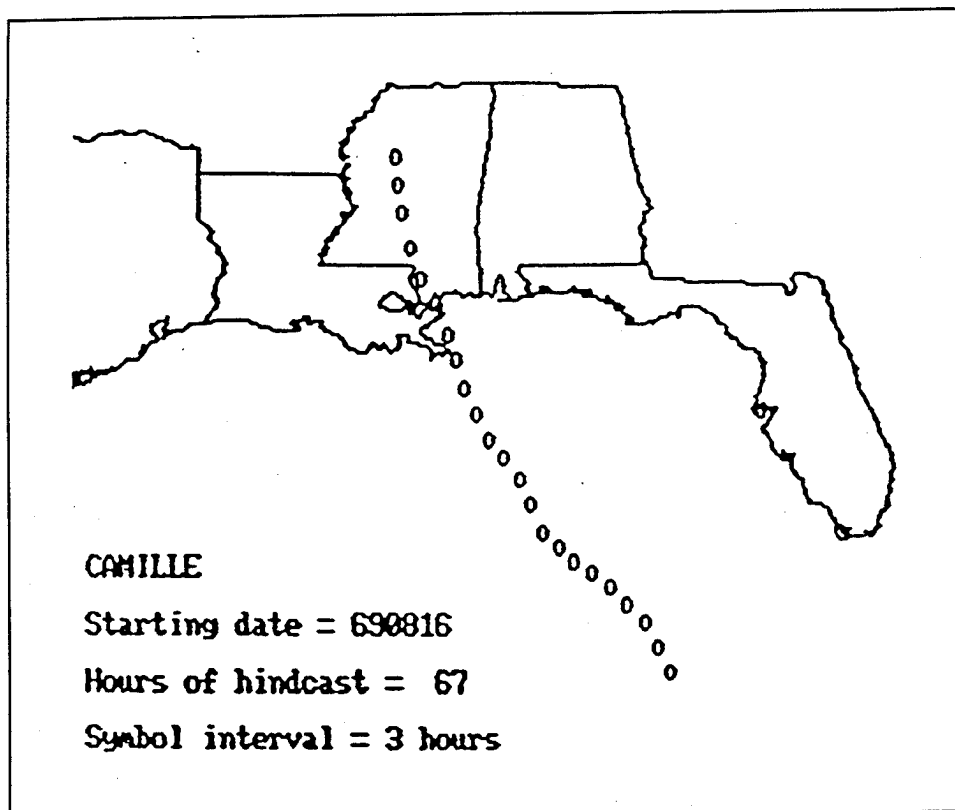 CAMILLE
Starting date = 690816
Hours of hindcast = 67
Symbol interval = 3 hours